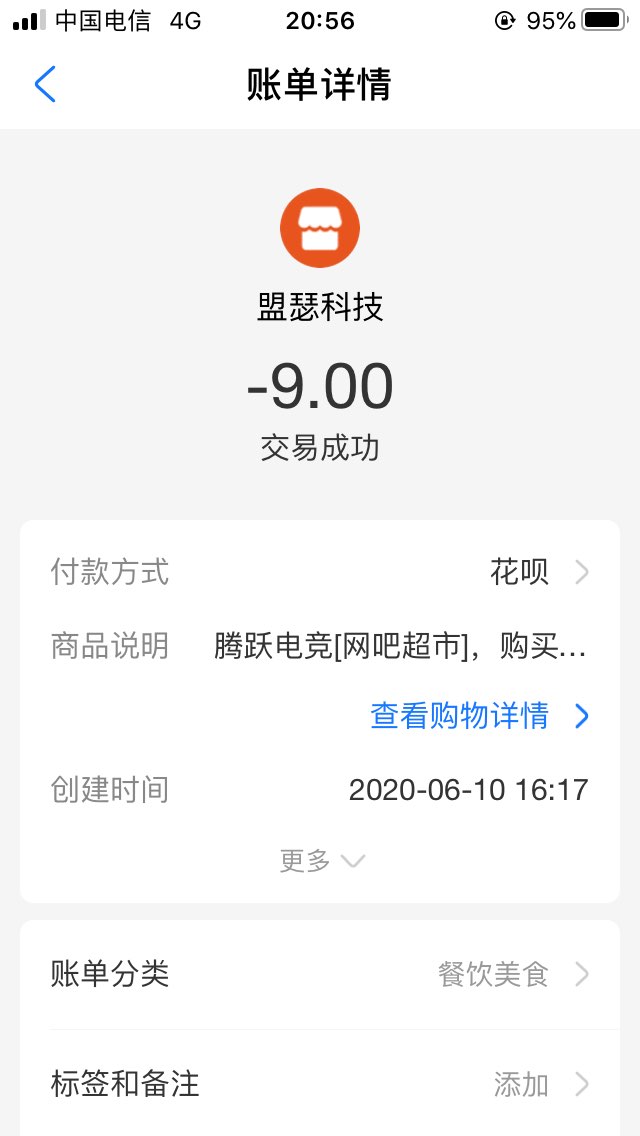 中国电信 4G 20:56 95%
账单详情
盟瑟科技
-9.00
交易成功
付款方式 花呗
商品说明 腾跃电竞[网吧超市]，购买...
查看购物详情
创建时间 2020-06-10 16:17
更多
账单分类 餐饮美食
标签和备注 添加